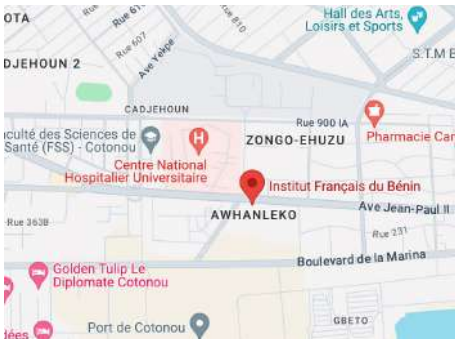 OTA
Rue 61
Rue 607
Ave Yekpe
Rue 810
Hall des Arts,
Loisirs et Sports
S.T.M B
DJEHOUN 2
CADJEHOUN
Rue 900 IA
culté des Sciences de
Santé (FSS) - Cotonou
ZONGO-EHUZU
Pharmacie Car
Centre National
Hospitalier Universitaire
Institut Français du Bénin
AWHANLEKO
Ave Jean-Paul II
Rue 363B
Rue 231
Boulevard de la Marina
Golden Tulip Le
Diplomate Cotonou
Port de Cotonou
GBETO
dées